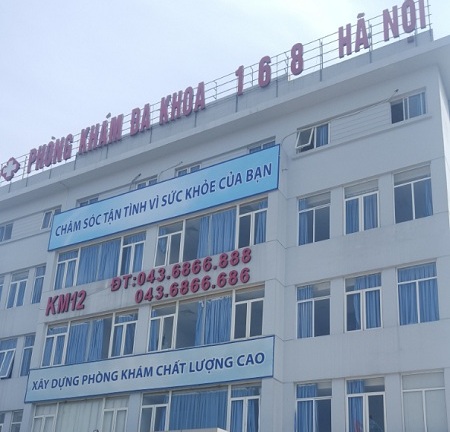 PHÒNG KHÁM ĐA KHOA 168 HÀ NỘI
CHĂM SÓC TẬN TÌNH VÌ SỨC KHỎE CỦA BẠN
KM12
ĐT:043.6866.888
043.6866.686
XÂY DỰNG PHÒNG KHÁM CHẤT LƯỢNG CAO